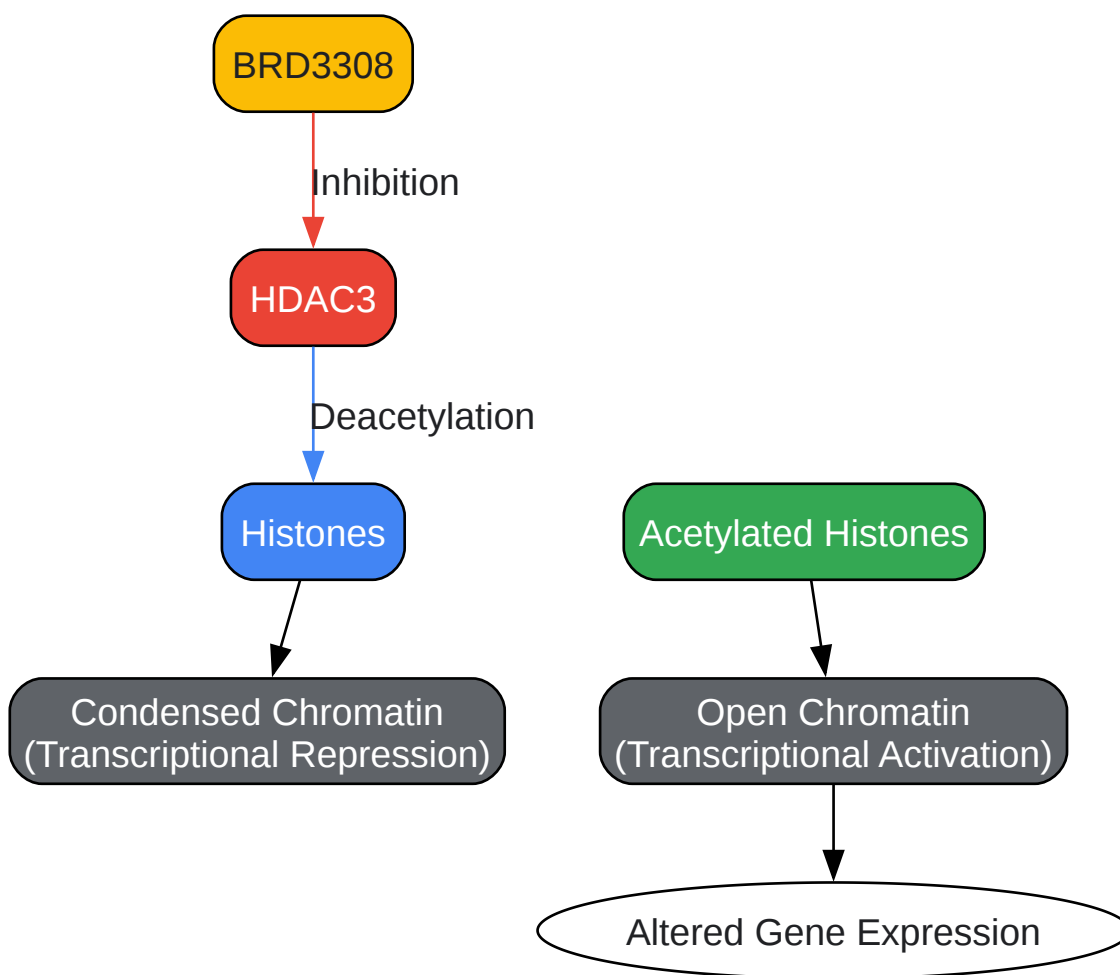 BRD3308
Inhibition
HDAC3
Deacetylation
Histones
Acetylated Histones
Condensed Chromatin
(Transcriptional Repression)
Open Chromatin
(Transcriptional Activation)
Altered Gene Expression